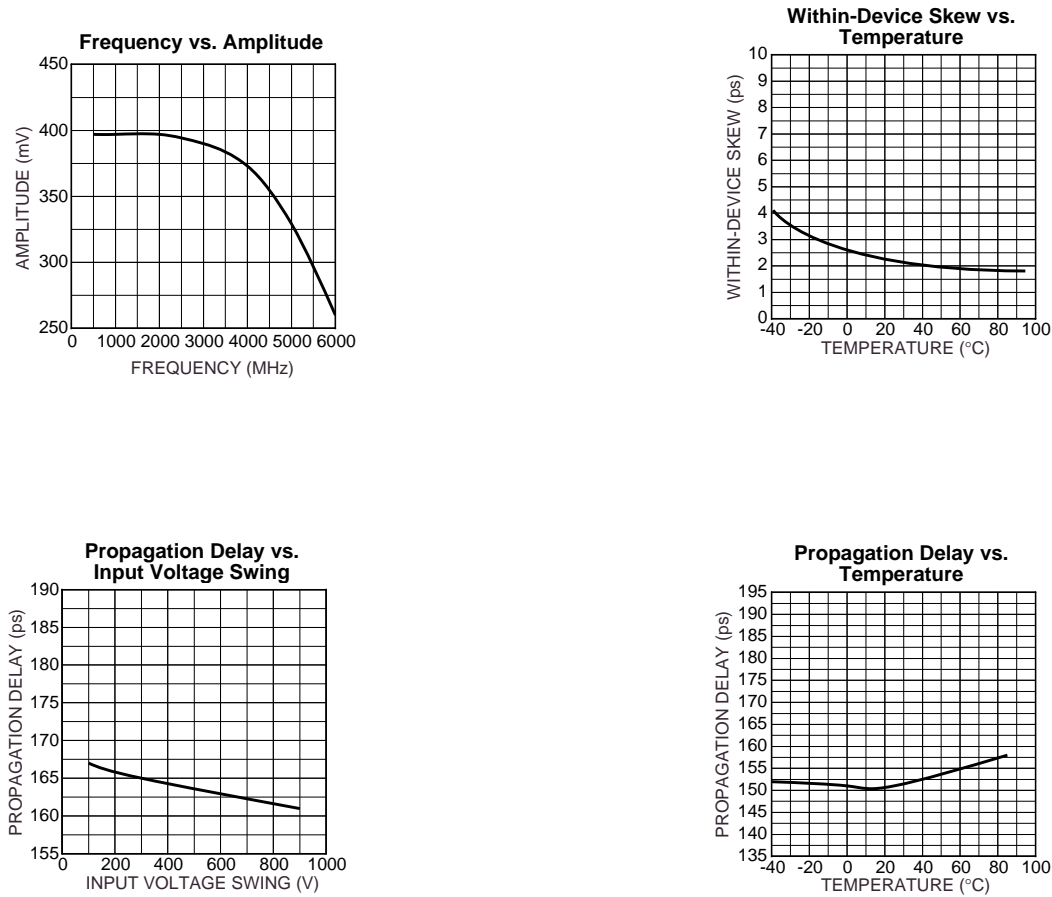 Frequency vs. Amplitude
450
400
350
300
250
0 1000 2000 3000 4000 5000 6000
AMPLITUDE (mV)
FREQUENCY (MHz)
Within-Device Skew vs.
Temperature
10
9
8
7
6
5
4
3
2
1
0
-40 -20 0 20 40 60 80 100
WITHIN-DEVICE SKEW (ps)
TEMPERATURE (°C)
Propagation Delay vs.
Input Voltage Swing
190
185
180
175
170
165
160
155
0 200 400 600 800 1000
PROPAGATION DELAY (ps)
INPUT VOLTAGE SWING (V)
Propagation Delay vs.
Temperature
195
190
185
180
175
170
165
160
155
150
145
140
135
-40 -20 0 20 40 60 80 100
PROPAGATION DELAY (ps)
TEMPERATURE (°C)